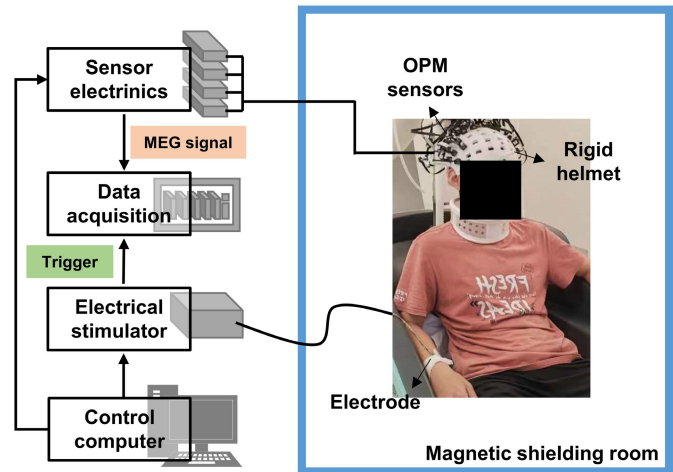 Sensor
electrinics
MEG signal
Data
acquisition
Trigger
Electrical
stimulator
Control
computer
OPM
sensors
Rigid
helmet
FRESH
IDEAS
Electrode
Magnetic shielding room